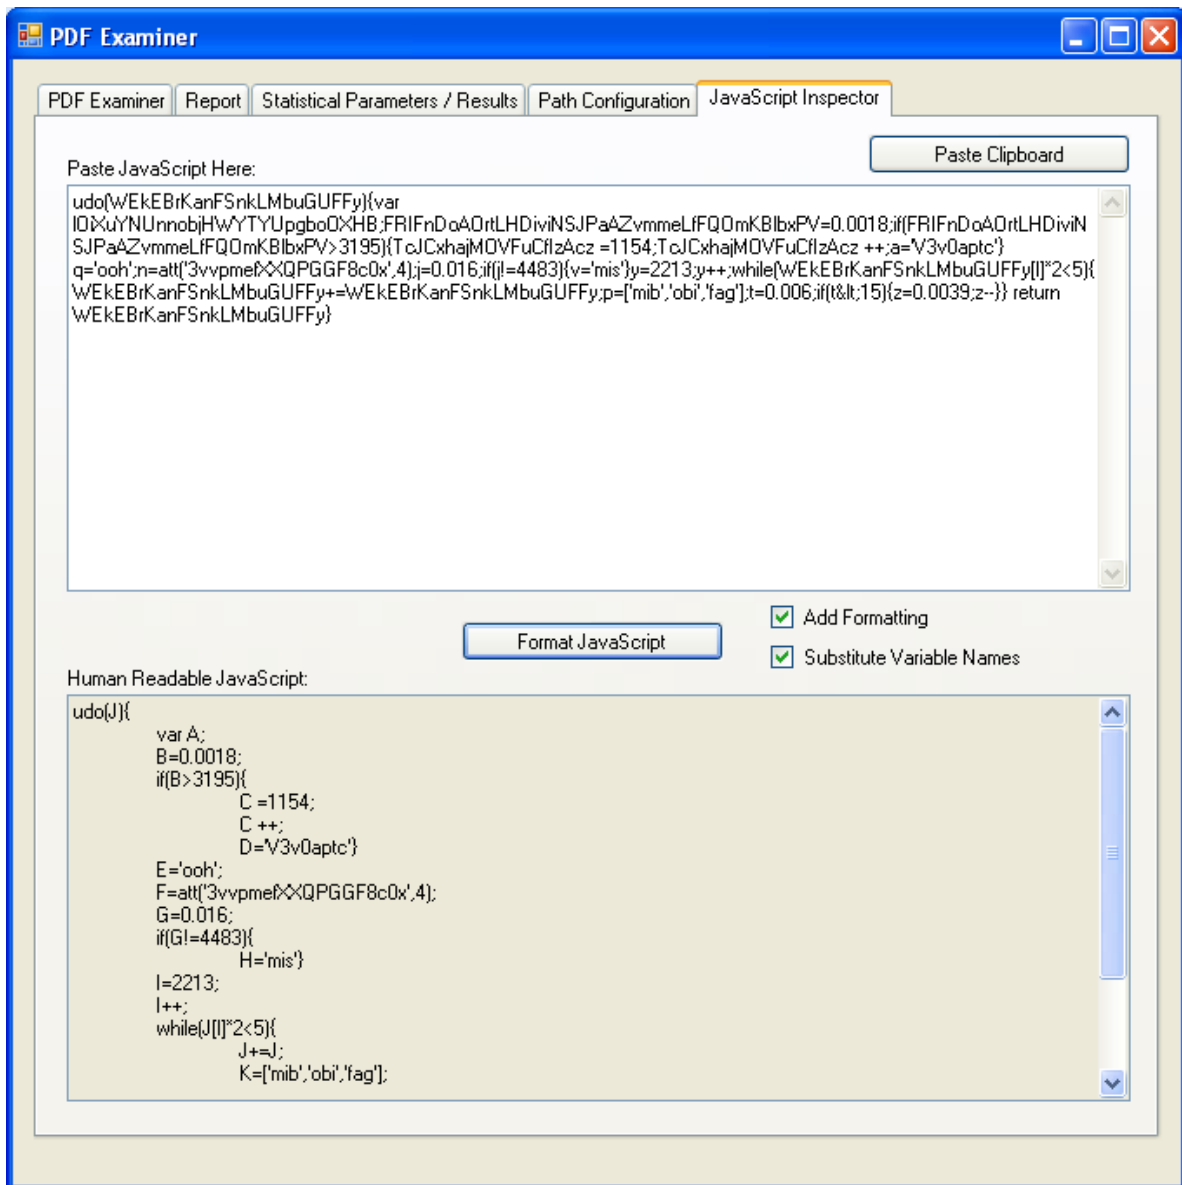 PDF Examiner
PDF Examiner Report Statistical Parameters / Results Path Configuration JavaScript Inspector
Paste Clipboard
Paste JavaScript Here:
udo(WEkEBrKanFSnkLMbuGUFFy){var
lOiXuYNUnnobjHWYTYUpgboOXHB;FRIFnDoAOrtLHDiviNSJPaAZvmmeLfFQOmKBlbxPV=0.0018;if(FRIFnDoAOrtLHDiviN
SJPaAZvmmeLfFQOmKBlbxPV>3195){TcJCxhajMOVFuCflzAcz =1154;TcJCxhajMOVFuCflzAcz ++;a='V3v0aptc'}
q='ooh';n=att('3vvpmefXXQPGGF8c0x',4);j=0.016;if(j!=4483){v='mis'}y=2213;y++;while(WEkEBrKanFSnkLMbuGUFFy[l]*2<5){
WEkEBrKanFSnkLMbuGUFFy+=WEkEBrKanFSnkLMbuGUFFy;p=['mib','obi','fag'];t=0.006;if(t&lt;15){z=0.0039;z--}} return
WEkEBrKanFSnkLMbuGUFFy}
Format JavaScript
Add Formatting
Substitute Variable Names
Human Readable JavaScript:
udo(J){
var A;
B=0.0018;
if(B>3195){
C =1154;
C ++;
D='V3v0aptc'}
E='ooh';
F=att('3vvpmefXXQPGGF8c0x',4);
G=0.016;
if(G!=4483){
H='mis'}
I=2213;
I++;
while(J[l]*2<5){
J+=J;
K=['mib','obi','fag'];